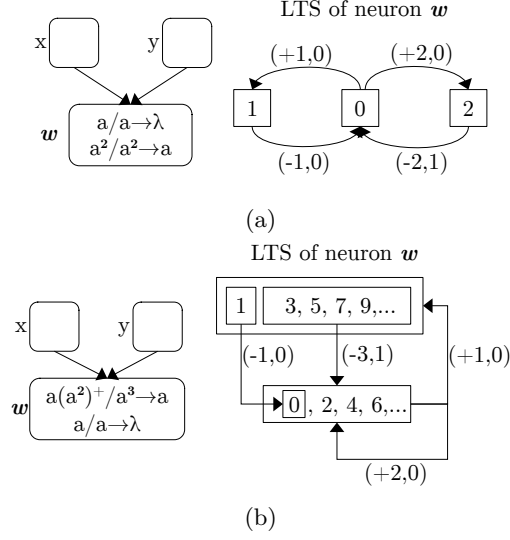 LTS of neuron w
x
y
(+1,0)
(+2,0)
w
a/a→λ
a²/a²→a
1
0
2
(-1,0)
(-2,1)
(a)
LTS of neuron w
x
y
1
3, 5, 7, 9,...
(-1,0)
(-3,1)
(+1,0)
w
a(a²)⁺/a³→a
a/a→λ
0, 2, 4, 6,...
(+2,0)
(b)